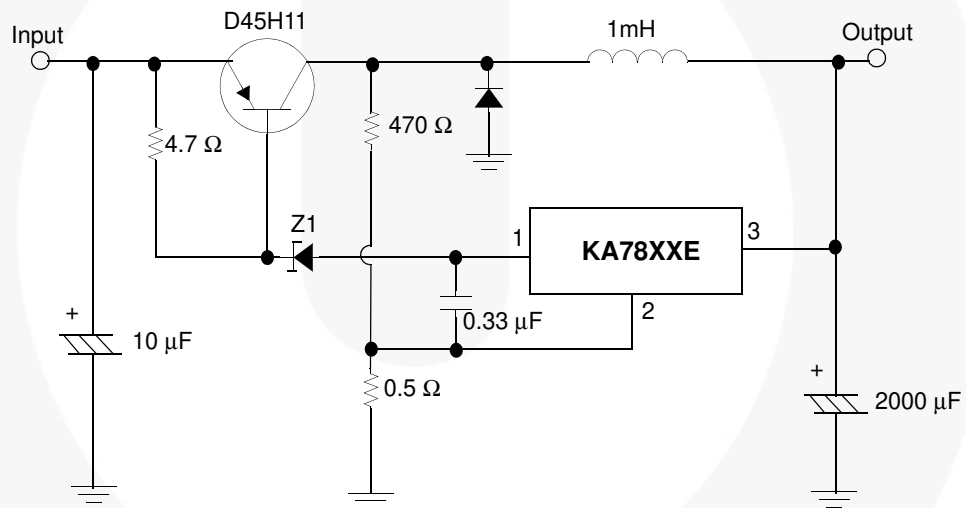 D45H11
Input
1mH
Output
4.7 Ω
470 Ω
Z1
1
KA78XXE
3
2
0.33 μF
+
10 μF
0.5 Ω
+
2000 μF